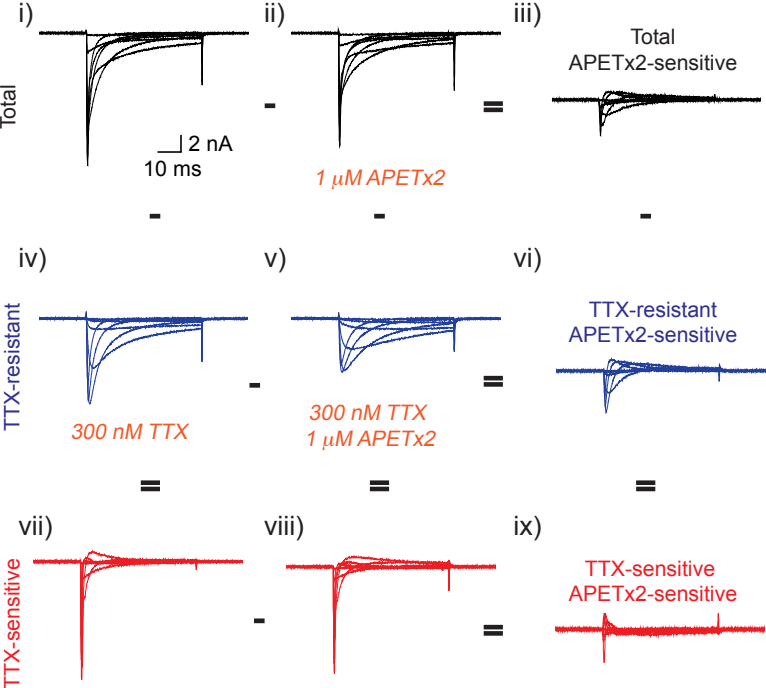 i)
ii)
iii)
Total
Total
APETx2-sensitive
2 nA
10 ms
1 μM APETx2
-
=
-
-
-
iv)
v)
vi)
TTX-resistant
TTX-resistant
APETx2-sensitive
300 nM TTX
-
300 nM TTX
1 μM APETx2
=
=
=
=
vii)
viii)
ix)
TTX-sensitive
TTX-sensitive
APETx2-sensitive
-
=